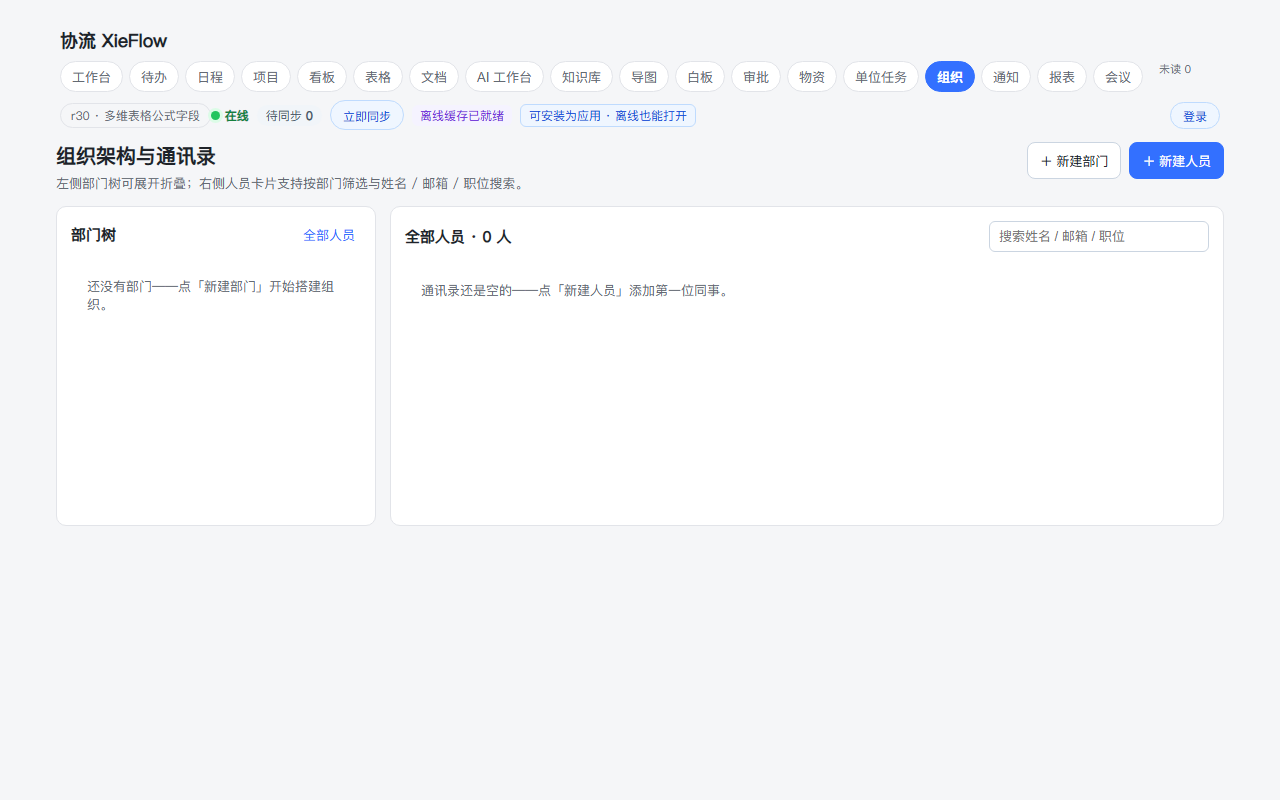 协流 XieFlow
工作台 待办 日程 项目 看板 表格 文档 AI 工作台 知识库 导图 白板 审批 物资 单位任务 组织 通知 报表 会议 未读 0
r30 · 多维表格公式字段 在线 待同步 0 立即同步 离线缓存已就绪 可安装为应用 · 离线也能打开 登录
组织架构与通讯录
＋ 新建部门 ＋ 新建人员
左侧部门树可展开折叠；右侧人员卡片支持按部门筛选与姓名 / 邮箱 / 职位搜索。
部门树 全部人员
还没有部门——点「新建部门」开始搭建组
织。
全部人员 · 0 人 搜索姓名 / 邮箱 / 职位
通讯录还是空的——点「新建人员」添加第一位同事。